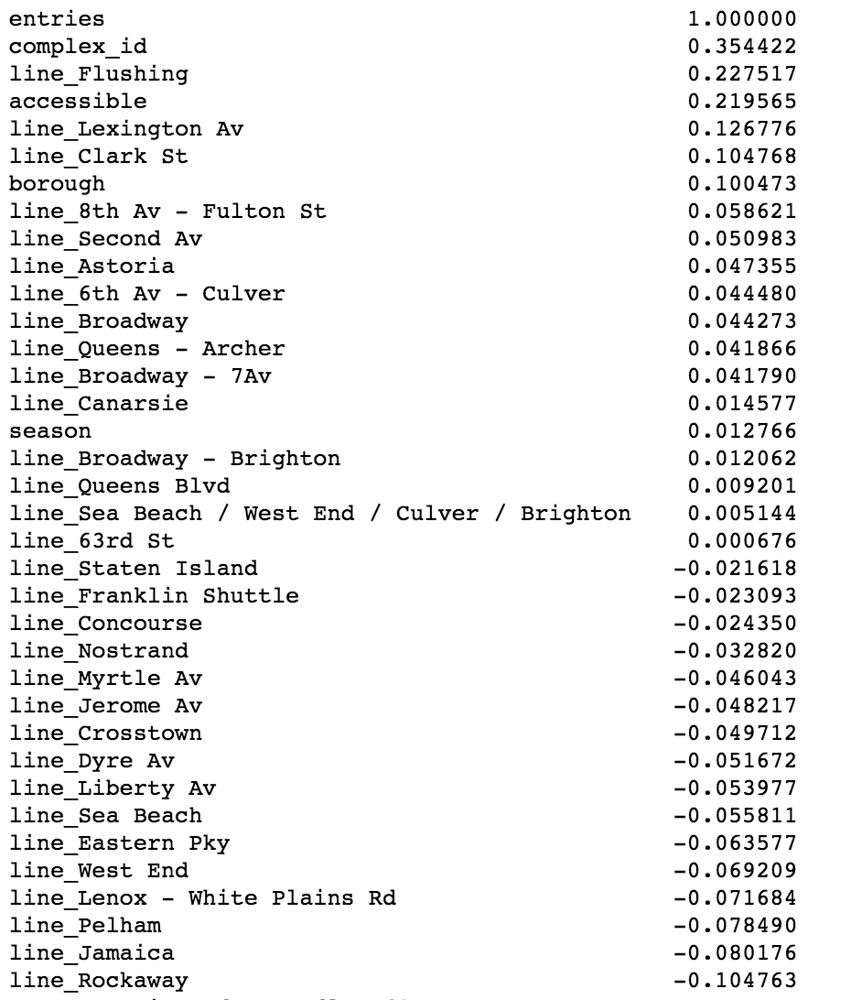 entries 1.000000
complex_id 0.354422
line_Flushing 0.227517
accessible 0.219565
line_Lexington Av 0.126776
line_Clark St 0.104768
borough 0.100473
line_8th Av - Fulton St 0.058621
line_Second Av 0.050983
line_Astoria 0.047355
line_6th Av - Culver 0.044480
line_Broadway 0.044273
line_Queens - Archer 0.041866
line_Broadway - 7Av 0.041790
line_Canarsie 0.014577
season 0.012766
line_Broadway - Brighton 0.012062
line_Queens Blvd 0.009201
line_Sea Beach / West End / Culver / Brighton 0.005144
line_63rd St 0.000676
line_Staten Island -0.021618
line_Franklin Shuttle -0.023093
line_Concourse -0.024350
line_Nostrand -0.032820
line_Myrtle Av -0.046043
line_Jerome Av -0.048217
line_Crosstown -0.049712
line_Dyre Av -0.051672
line_Liberty Av -0.053977
line_Sea Beach -0.055811
line_Eastern Pky -0.063577
line_West End -0.069209
line_Lenox - White Plains Rd -0.071684
line_Pelham -0.078490
line_Jamaica -0.080176
line_Rockaway -0.104763